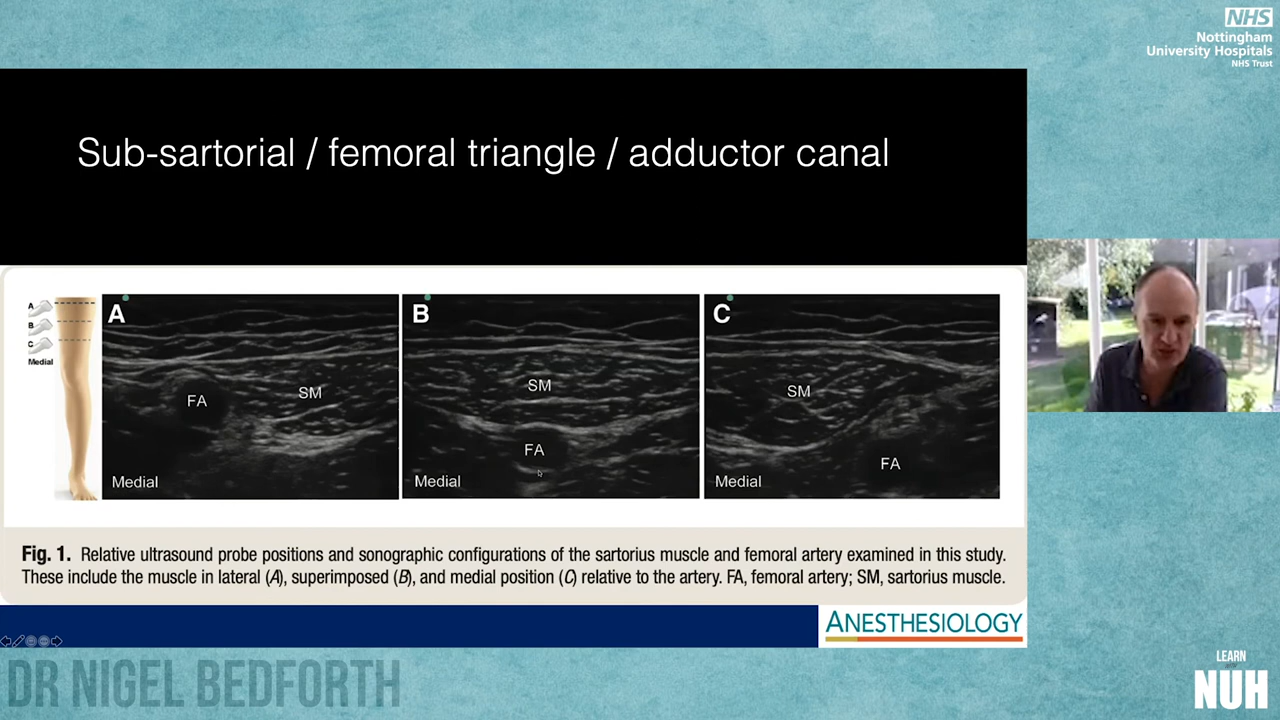 NHS
Nottingham
University Hospitals
NHS Trust
Sub-sartorial / femoral triangle / adductor canal
A
B
C
Medial
A
FA
SM
Medial
B
SM
FA
Medial
C
SM
FA
Medial
Fig. 1. Relative ultrasound probe positions and sonographic configurations of the sartorius muscle and femoral artery examined in this study.
These include the muscle in lateral (A), superimposed (B), and medial position (C) relative to the artery. FA, femoral artery; SM, sartorius muscle.
ANESTHESIOLOGY
DR NIGEL BEDFORTH
LEARN
NUH